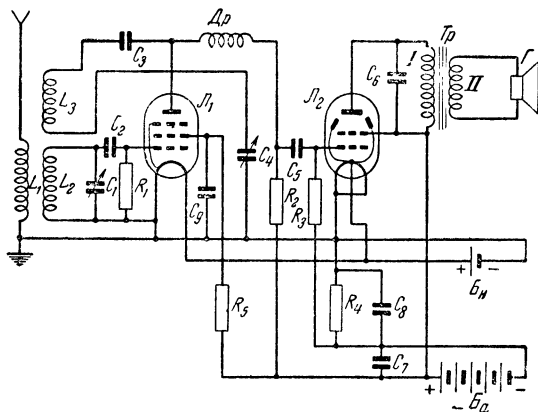 C₃ Др Тр
Л₁ Л₂ C₆ I II Г
L₃
C₂ C₄
L₁ L₂ C₁ R₁ C₉ C₅
R₂ R₃
+ -
Бн
R₅ R₄ C₈
C₇
+ -
- Ба